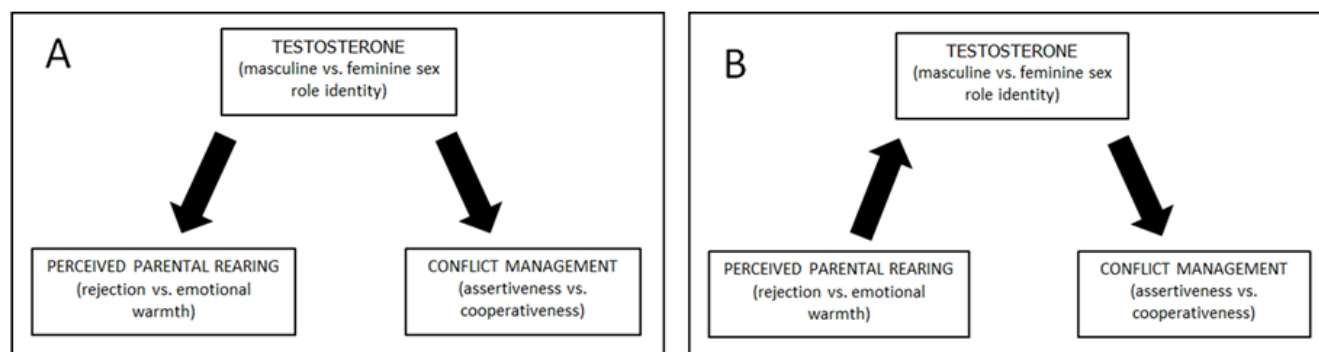 A
TESTOSTERONE
(masculine vs. feminine sex
role identity)
PERCEIVED PARENTAL REARING
(rejection vs. emotional
warmth)
CONFLICT MANAGEMENT
(assertiveness vs.
cooperativeness)
B
TESTOSTERONE
(masculine vs. feminine sex
role identity)
PERCEIVED PARENTAL REARING
(rejection vs. emotional
warmth)
CONFLICT MANAGEMENT
(assertiveness vs.
cooperativeness)